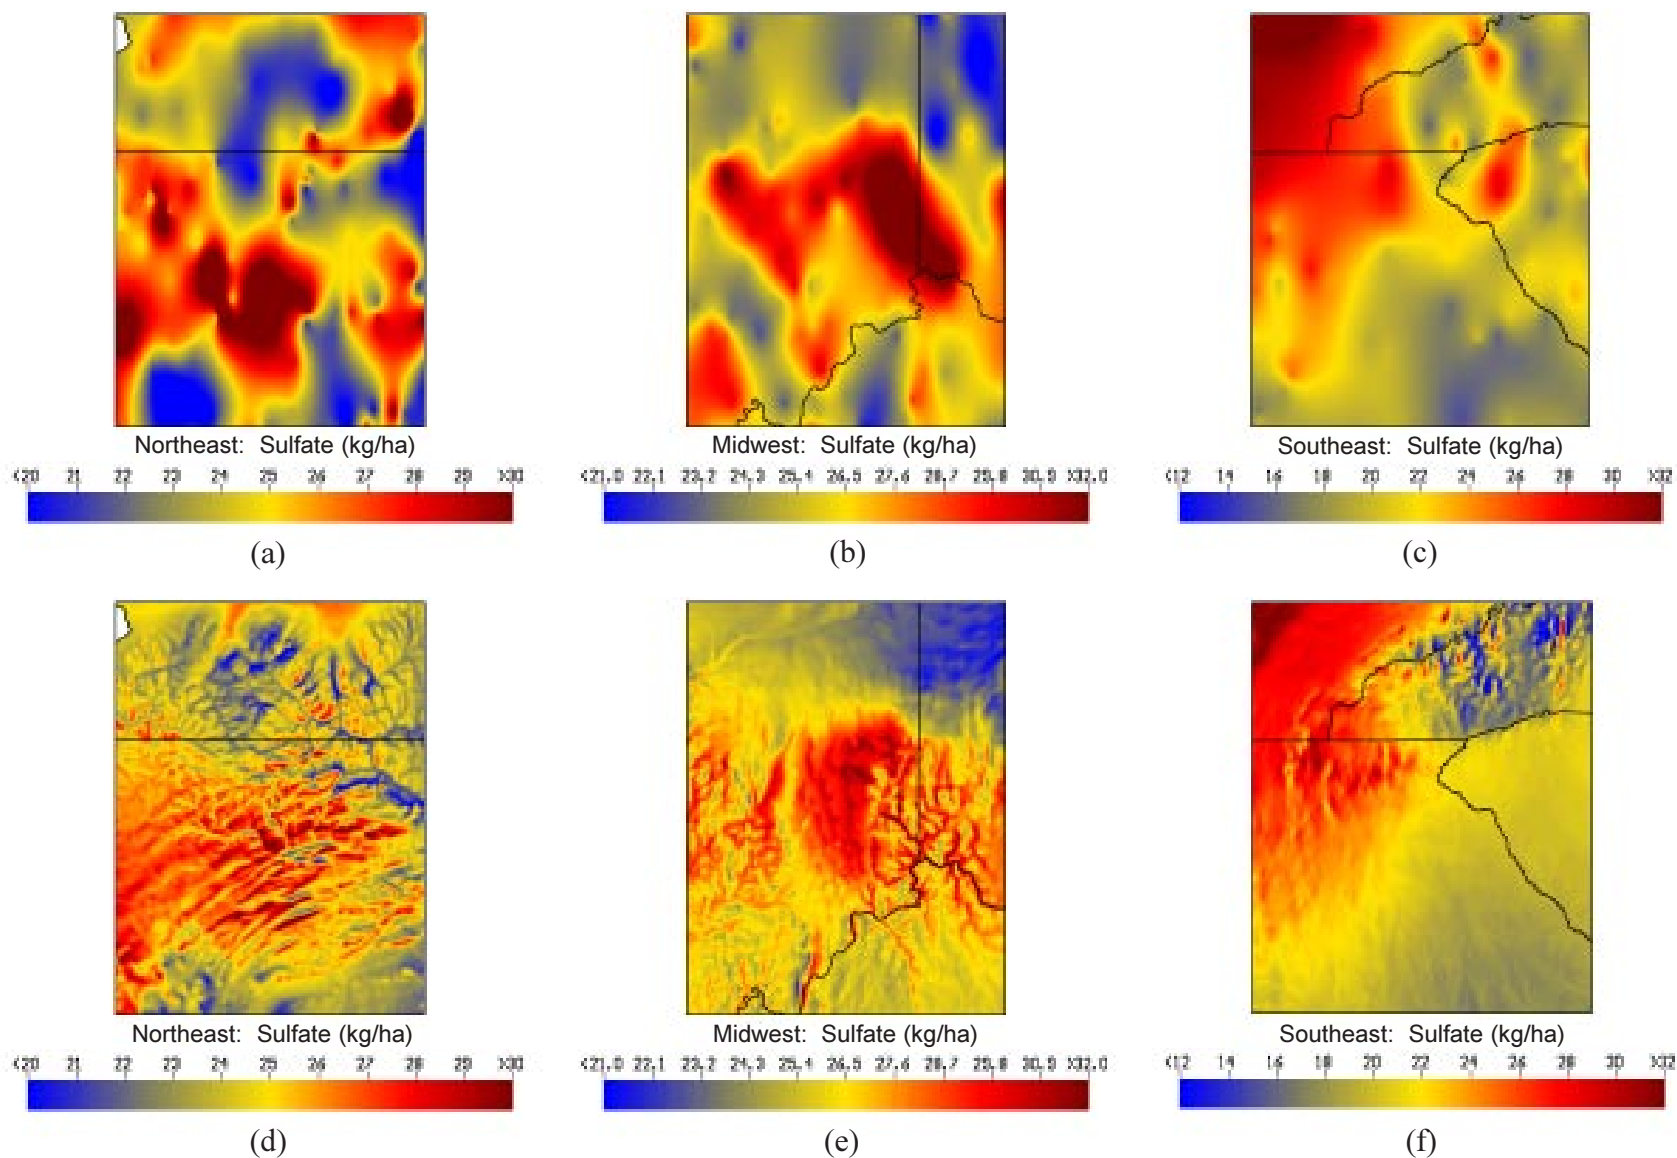 Northeast: Sulfate (kg/ha)
Midwest: Sulfate (kg/ha)
Southeast: Sulfate (kg/ha)
<20 21 22 23 24 25 26 27 28 29 >30
<21.0 22.1 23.2 24.3 25.4 26.5 27.6 28.7 29.8 30.9 >32.0
<12 14 16 18 20 22 24 26 28 30 >32
(a)
(b)
(c)
Northeast: Sulfate (kg/ha)
Midwest: Sulfate (kg/ha)
Southeast: Sulfate (kg/ha)
<20 21 22 23 24 25 26 27 28 29 >30
<21.0 22.1 23.2 24.3 25.4 26.5 27.6 28.7 29.8 30.9 >32.0
<12 14 16 18 20 22 24 26 28 30 >32
(d)
(e)
(f)